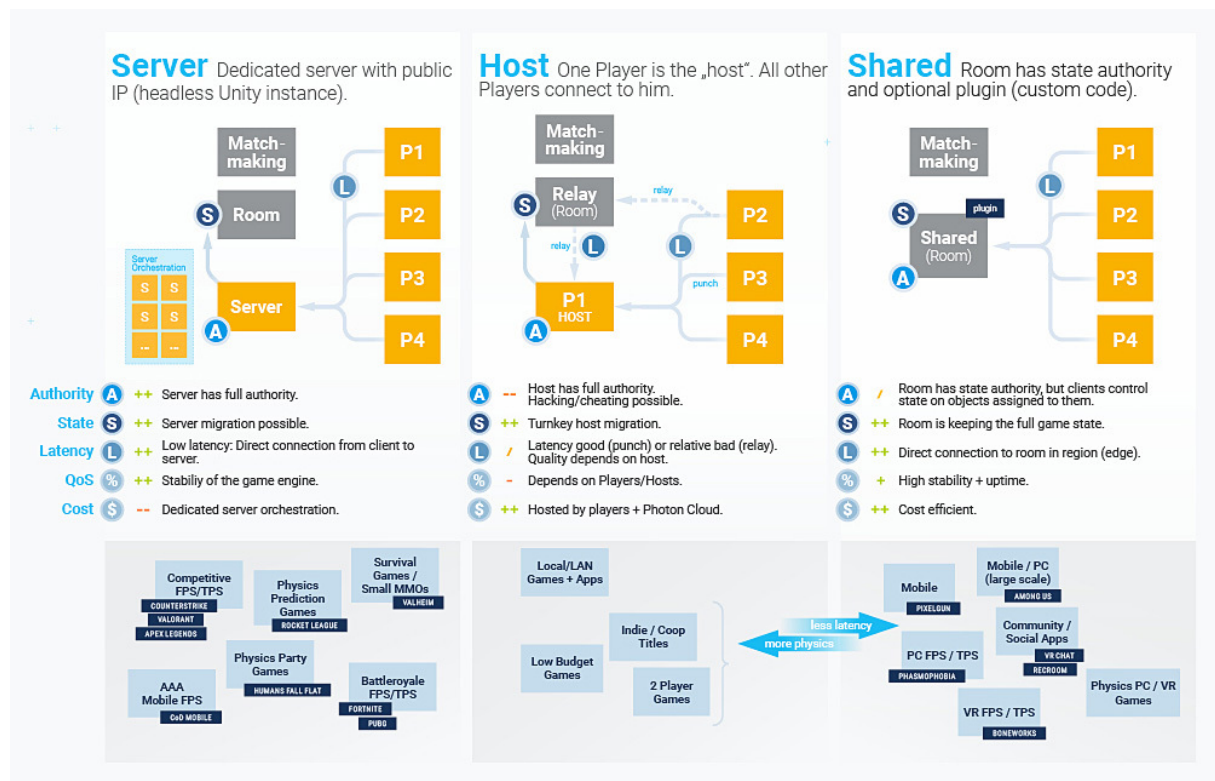 Server Dedicated server with public
IP (headless Unity instance).
Match-
making
Room
S
L
P1
P2
P3
P4
Server
Orchestration
S S
S S
... ...
Server
A
Host One Player is the „host“. All other
Players connect to him.
Match-
making
Relay
(Room)
S
relay
relay
L
L
punch
P1
HOST
A
P2
P3
P4
Shared Room has state authority
and optional plugin (custom code).
Match-
making
S
plugin
Shared
(Room)
A
L
P1
P2
P3
P4
Authority A ++ Server has full authority.
State S ++ Server migration possible.
Latency L ++ Low latency: Direct connection from client to
server.
QoS % ++ Stabiliy of the game engine.
Cost $ -- Dedicated server orchestration.
A -- Host has full authority.
Hacking/cheating possible.
S ++ Turnkey host migration.
L / Latency good (punch) or relative bad (relay).
Quality depends on host.
% - Depends on Players/Hosts.
$ ++ Hosted by players + Photon Cloud.
A / Room has state authority, but clients control
state on objects assigned to them.
S ++ Room is keeping the full game state.
L ++ Direct connection to room in region (edge).
% + High stability + uptime.
$ ++ Cost efficient.
Competitive
FPS/TPS
COUNTERSTRIKE
VALORANT
APEX LEGENDS
Physics
Prediction
Games
ROCKET LEAGUE
Survival
Games /
Small MMOs
VALHEIM
Physics Party
Games
HUMANS FALL FLAT
AAA
Mobile FPS
CoD MOBILE
Battleroyale
FPS/TPS
FORTNITE
PUBG
Local/LAN
Games + Apps
Indie / Coop
Titles
Low Budget
Games
2 Player
Games
less latency
more physics
Mobile
PIXELGUN
Mobile / PC
(large scale)
AMONG US
Community /
Social Apps
VR CHAT
RECROOM
PC FPS / TPS
PHASMOPHOBIA
VR FPS / TPS
BONEWORKS
Physics PC / VR
Games